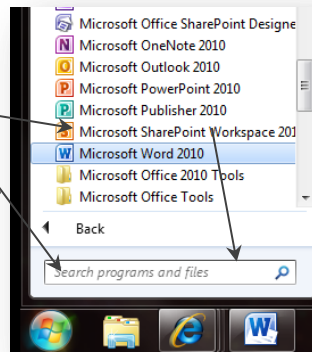 Microsoft Office SharePoint Designe
Microsoft OneNote 2010
Microsoft Outlook 2010
Microsoft PowerPoint 2010
Microsoft Publisher 2010
Microsoft SharePoint Workspace 201
Microsoft Word 2010
Microsoft Office 2010 Tools
Microsoft Office Tools
Back
Search programs and files